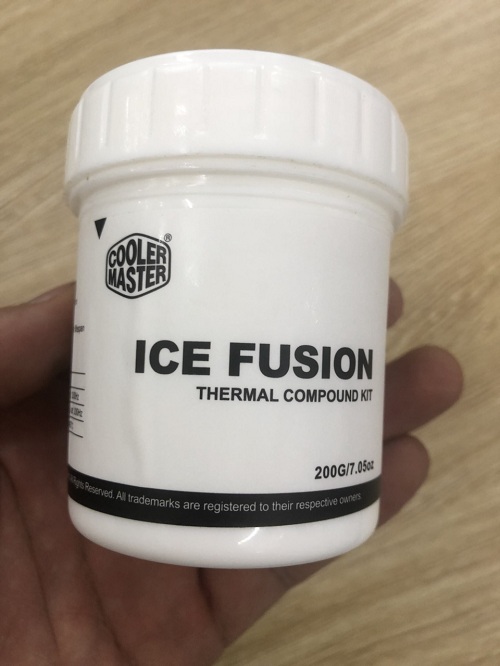 COOLER
MASTER
®
ICE FUSION
THERMAL COMPOUND KIT
200G/7.05oz
Rights Reserved. All trademarks are registered to their respective owners.